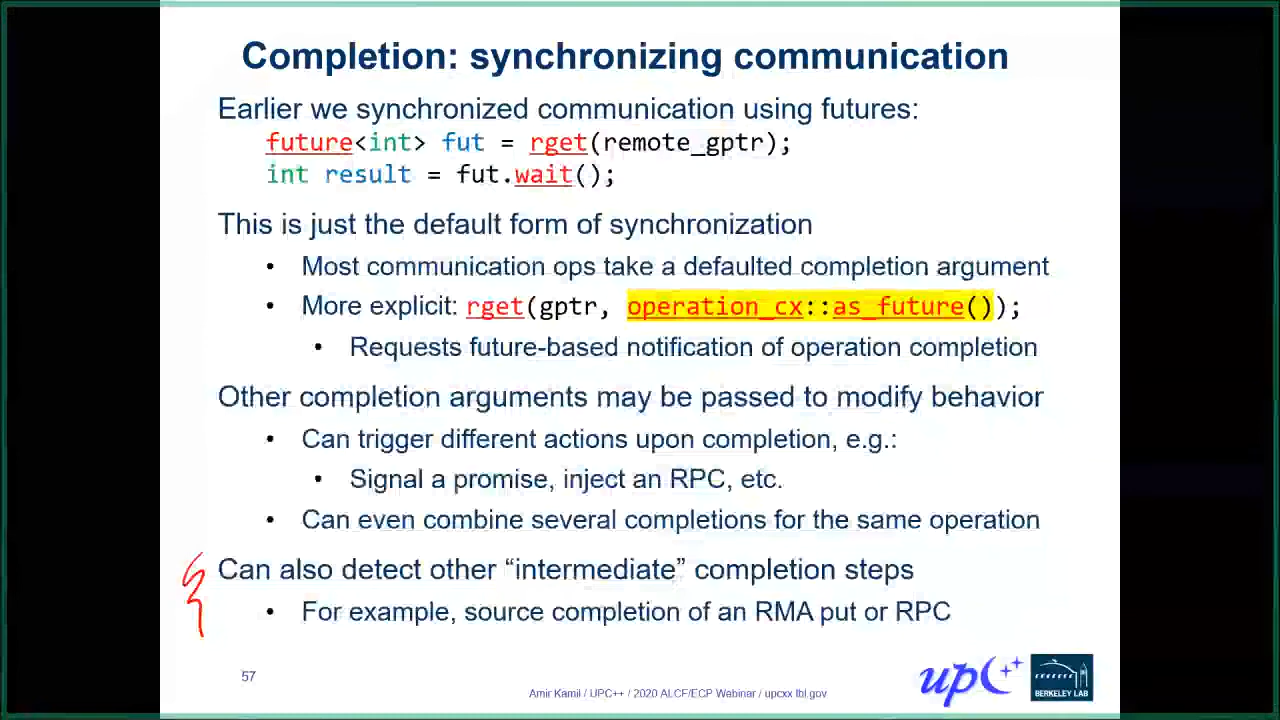 Completion: synchronizing communication
Earlier we synchronized communication using futures:
future<int> fut = rget(remote_gptr);
int result = fut.wait();
This is just the default form of synchronization
• Most communication ops take a defaulted completion argument
• More explicit: rget(gptr, operation_cx::as_future());
• Requests future-based notification of operation completion
Other completion arguments may be passed to modify behavior
• Can trigger different actions upon completion, e.g.:
• Signal a promise, inject an RPC, etc.
• Can even combine several completions for the same operation
Can also detect other “intermediate” completion steps
• For example, source completion of an RMA put or RPC
57
Amir Kamil / UPC++ / 2020 ALCF/ECP Webinar / upcxx.lbl.gov
upC++
BERKELEY LAB